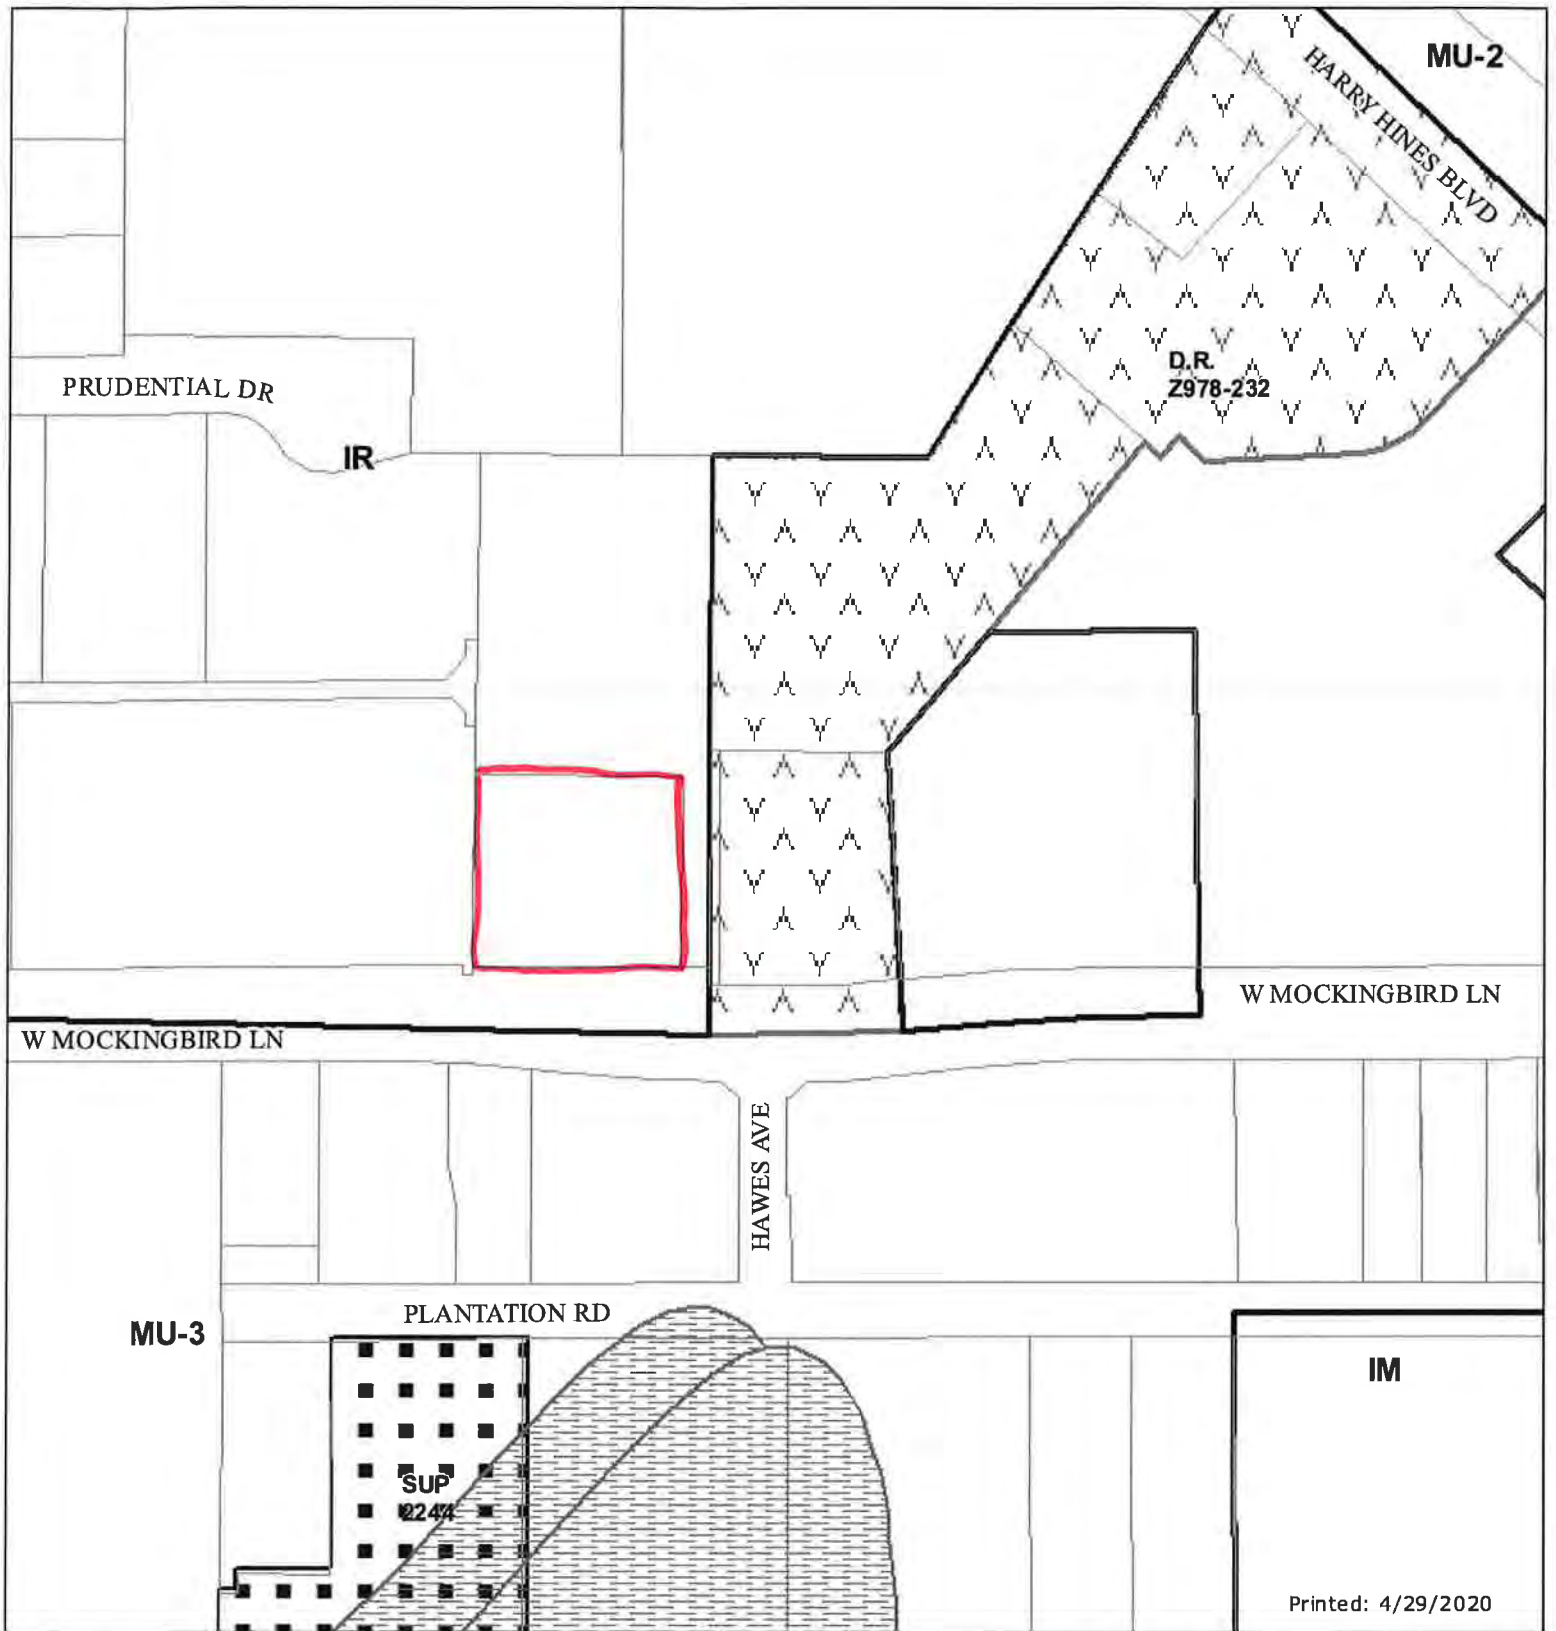 MU-2
HARRY HINES BLVD
D.R.
Z978-232
PRUDENTIAL DR
IR
W MOCKINGBIRD LN
W MOCKINGBIRD LN
HAWES AVE
PLANTATION RD
MU-3
IM
SUP
2244
Printed: 4/29/2020